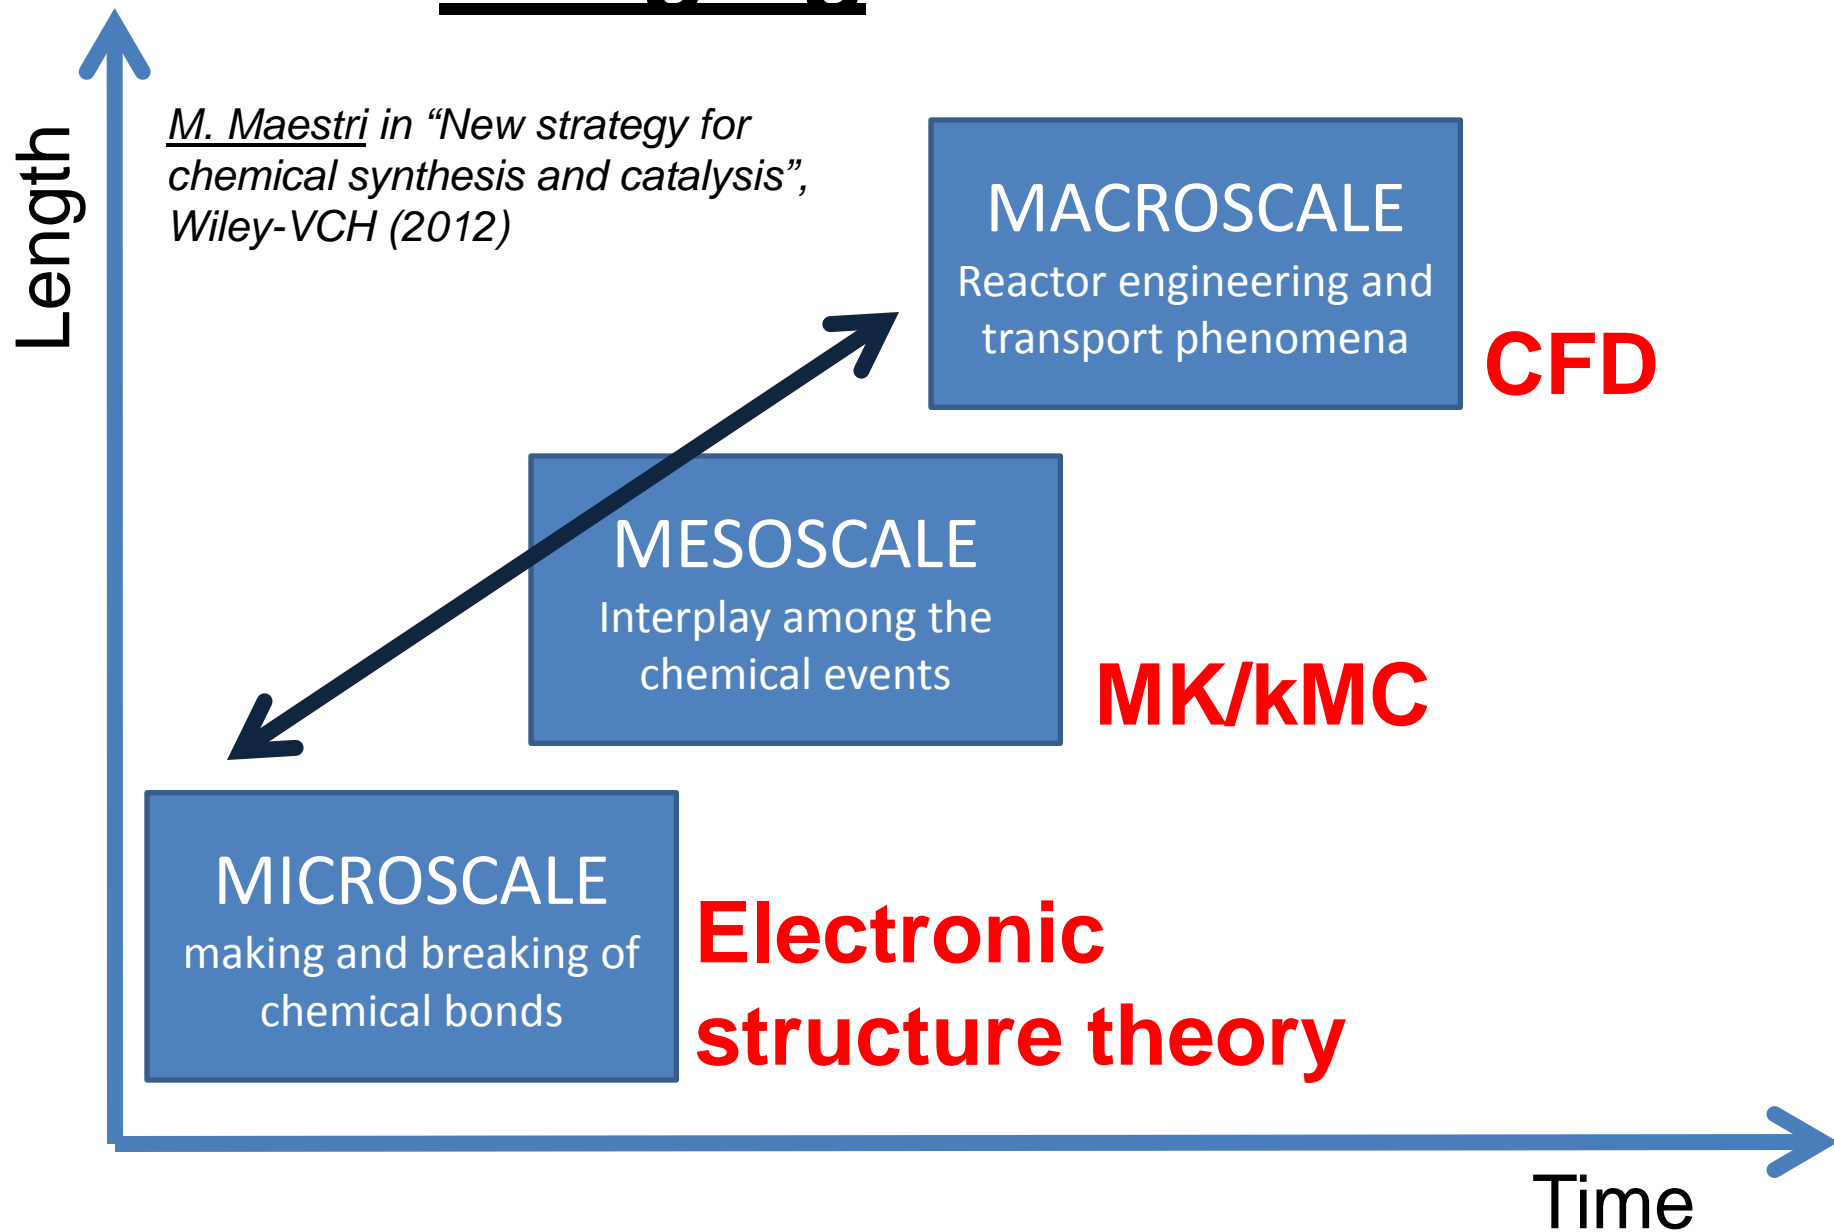 Length
M. Maestri in “New strategy for
chemical synthesis and catalysis”,
Wiley-VCH (2012)
MACROSCALE
Reactor engineering and
transport phenomena
CFD
MESOSCALE
Interplay among the
chemical events
MK/kMC
MICROSCALE
making and breaking of
chemical bonds
Electronic
structure theory
Time